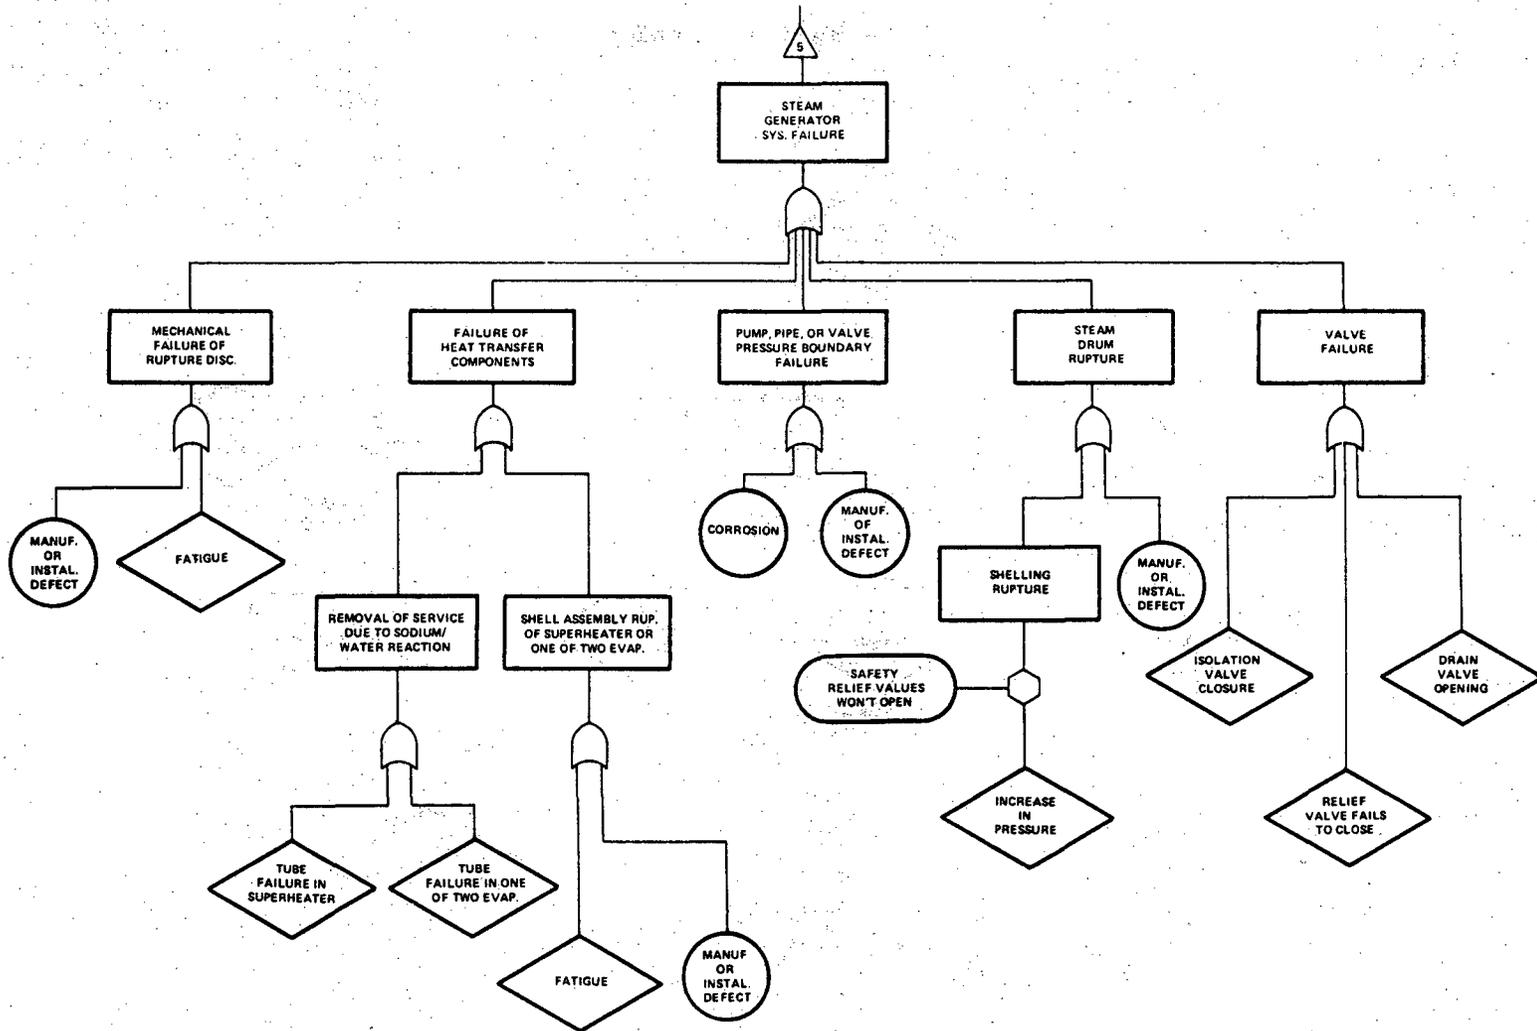 5
STEAM
GENERATOR
SYS. FAILURE
MECHANICAL
FAILURE OF
RUPTURE DISC.
FAILURE OF
HEAT TRANSFER
COMPONENTS
PUMP, PIPE, OR VALVE
PRESSURE BOUNDARY
FAILURE
STEAM
DRUM
RUPTURE
VALVE
FAILURE
MANUF.
OR
INSTAL.
DEFECT
FATIGUE
CORROSION
MANUF.
OF
INSTAL.
DEFECT
SHELLING
RUPTURE
MANUF.
OR
INSTAL.
DEFECT
REMOVAL OF SERVICE
DUE TO SODIUM/
WATER REACTION
SHELL ASSEMBLY RUP.
OF SUPERHEATER OR
ONE OF TWO EVAP.
SAFETY
RELIEF VALUES
WON'T OPEN
ISOLATION
VALVE
CLOSURE
DRAIN
VALVE
OPENING
INCREASE
IN
PRESSURE
RELIEF
VALVE FAILS
TO CLOSE
TUBE
FAILURE IN
SUPERHEATER
TUBE
FAILURE IN ONE
OF TWO EVAP.
FATIGUE
MANUF
OR
INSTAL.
DEFECT